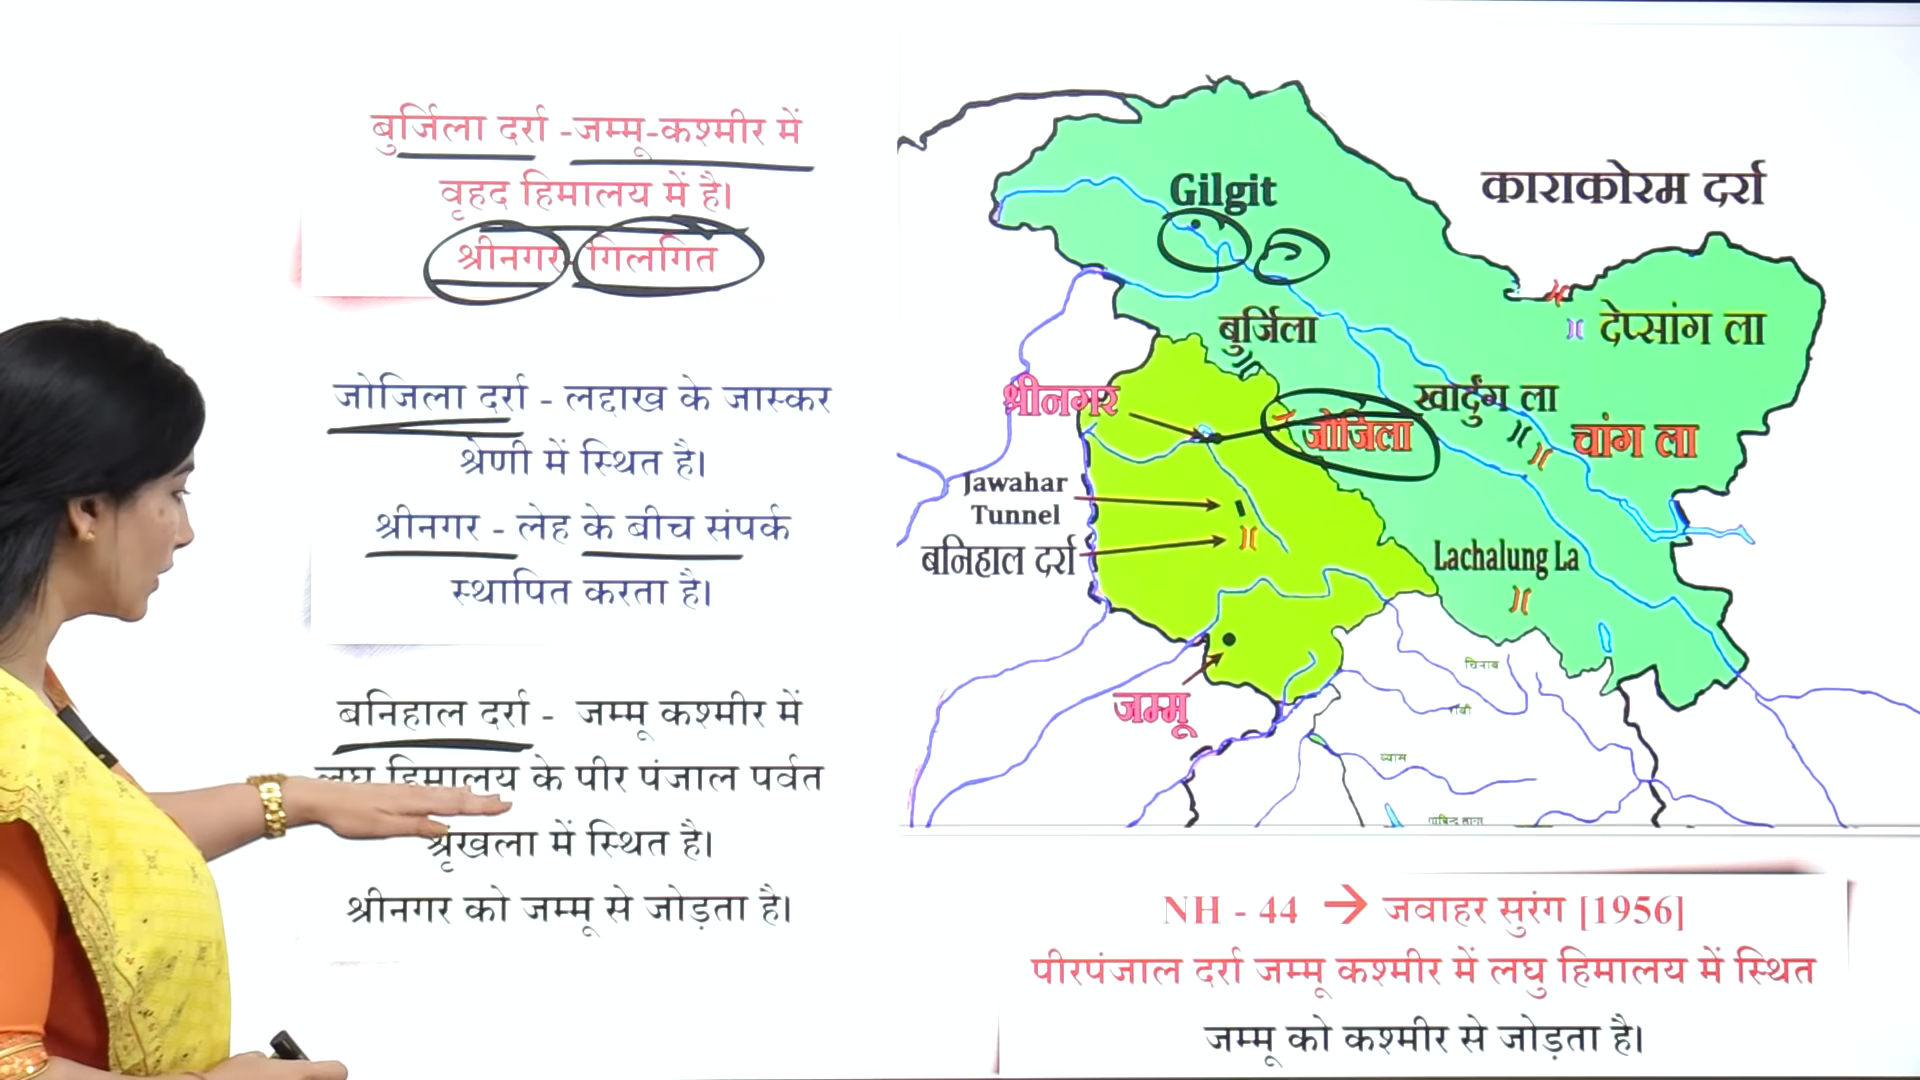 बुर्जिला दर्रा -जम्मू-कश्मीर में
वृहद हिमालय में है।
श्रीनगर-गिलगित
जोजिला दर्रा - लद्दाख के जास्कर
श्रेणी में स्थित है।
श्रीनगर - लेह के बीच संपर्क
स्थापित करता है।
बनिहाल दर्रा - जम्मू कश्मीर में
लघु हिमालय के पीर पंजाल पर्वत
श्रृंखला में स्थित है।
श्रीनगर को जम्मू से जोड़ता है।
Gilgit
काराकोरम दर्रा
बुर्जिला
देप्सांग ला
श्रीनगर
खार्दुंग ला
जोजिला
चांग ला
Jawahar
Tunnel
बनिहाल दर्रा
Lachalung La
जम्मू
चिनाब
रावी
व्यास
NH - 44 → जवाहर सुरंग [1956]
पीरपंजाल दर्रा जम्मू कश्मीर में लघु हिमालय में स्थित
जम्मू को कश्मीर से जोड़ता है।